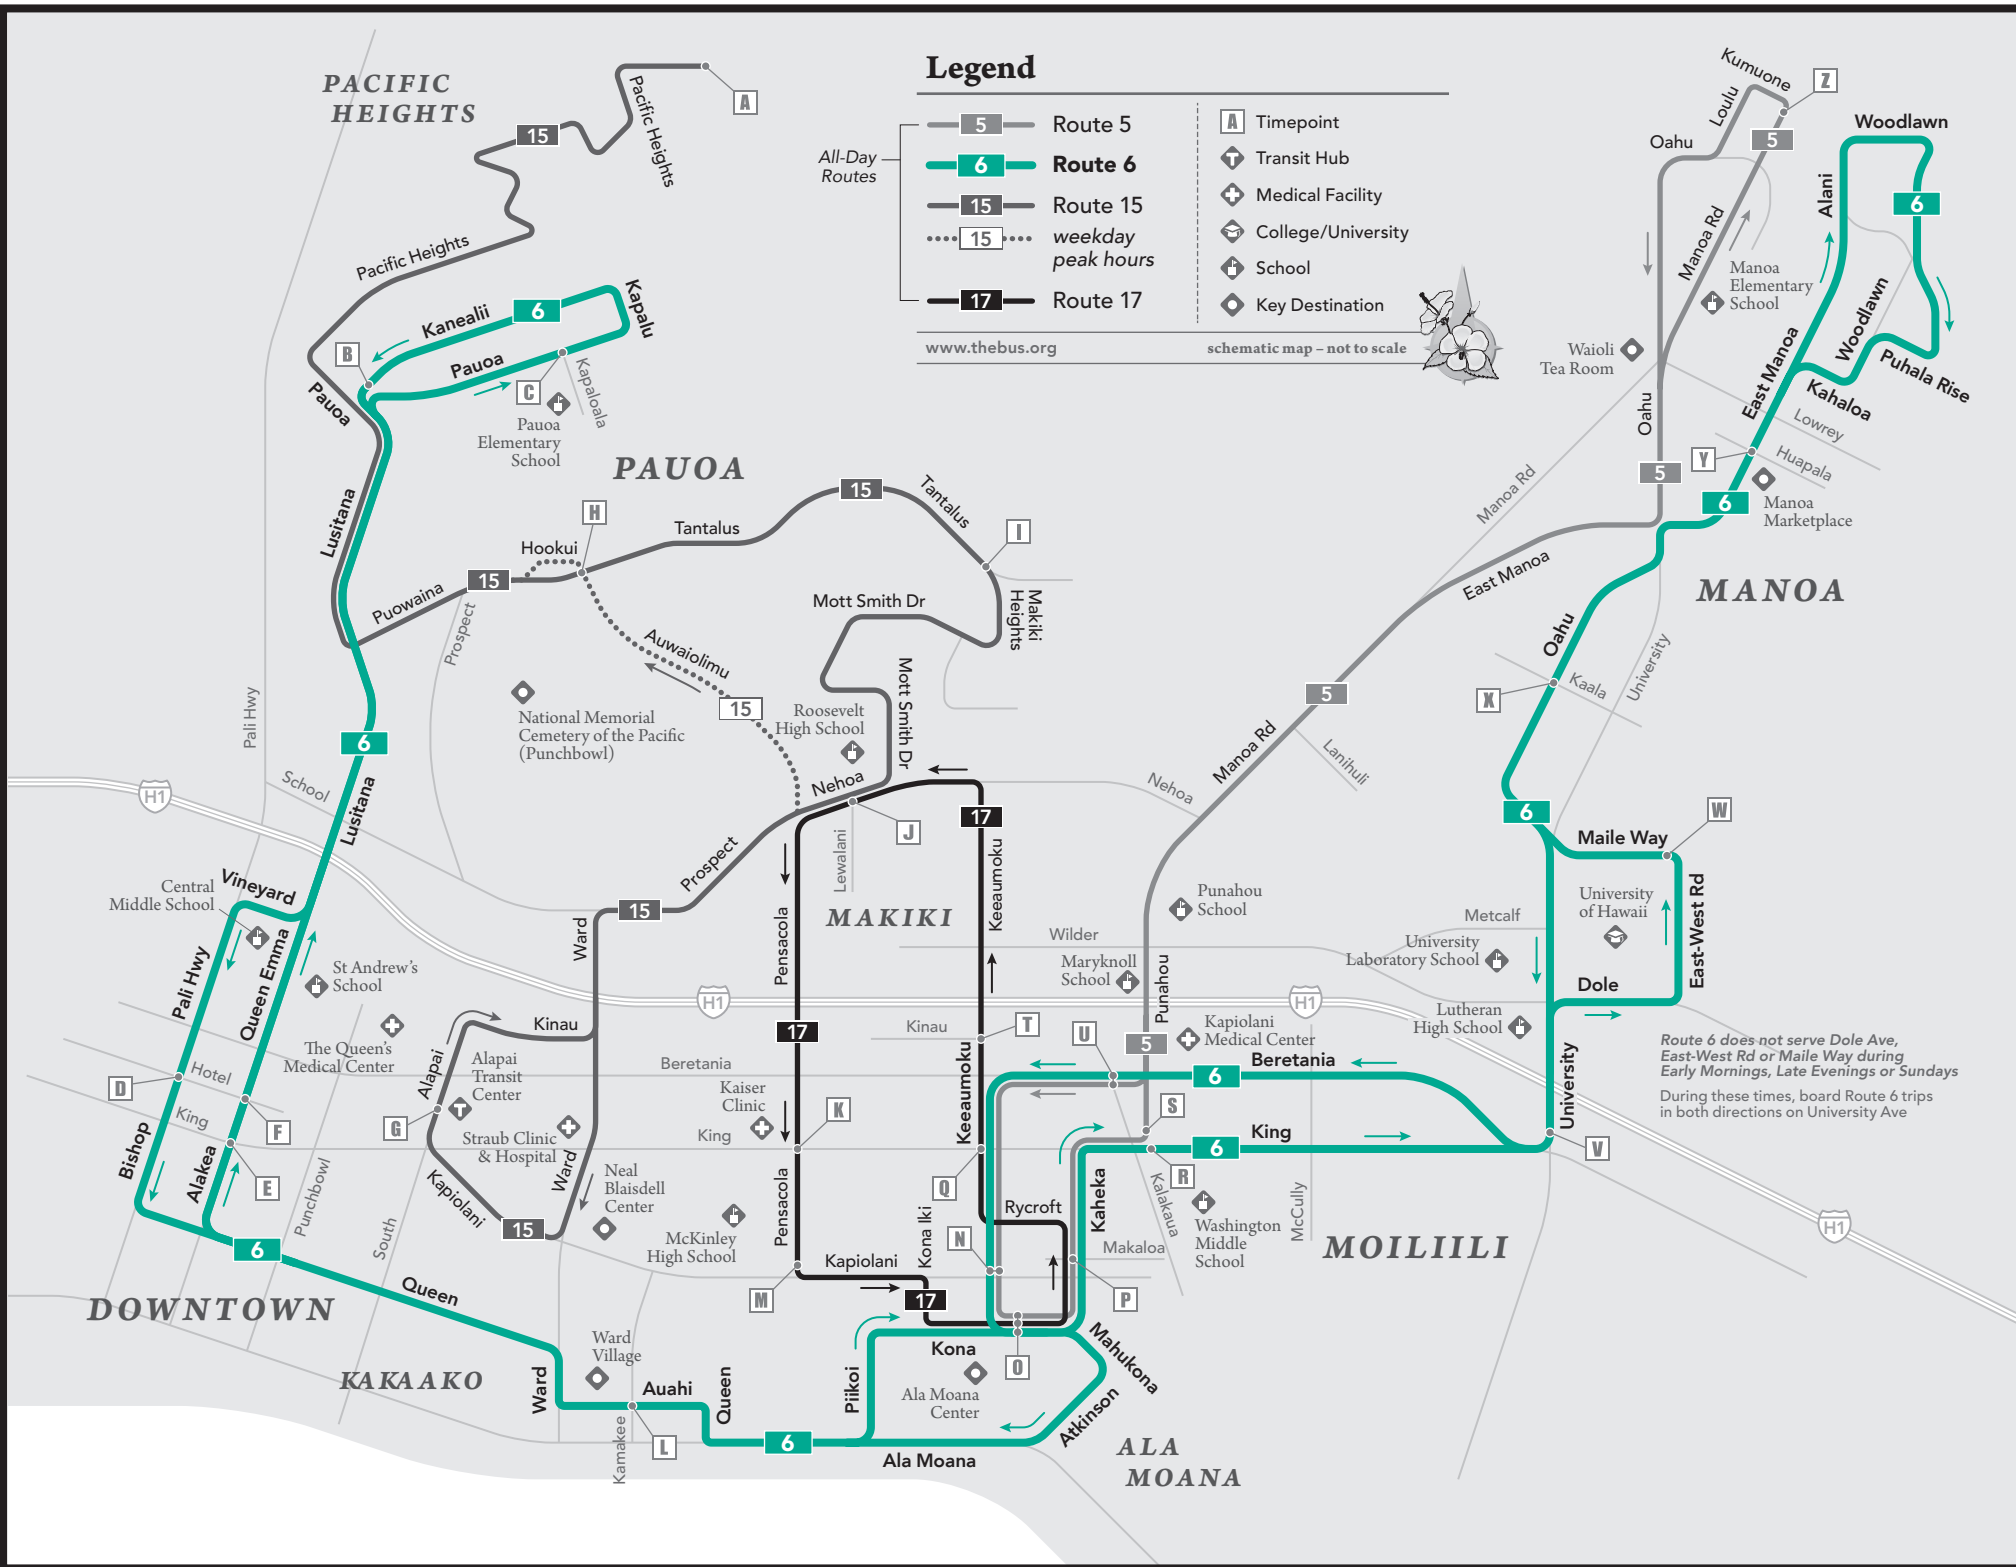 PACIFIC
HEIGHTS
A
Pacific Heights
15
Pacific Heights
Legend
All-Day
Routes
5 Route 5
6 Route 6
15 Route 15
15 weekday
peak hours
17 Route 17
A Timepoint
Transit Hub
Medical Facility
College/University
School
Key Destination
www.thebus.org
schematic map – not to scale
Kumuone
Z
Loulu
Oahu
5
Manoa Rd
Manoa
Elementary
School
Waioli
Tea Room
Oahu
5
Manoa Rd
East Manoa
Woodlawn
Alani
6
Woodlawn
Puhala Rise
Kahaloa
East Manoa
Lowrey
Huapala
Y
6
Manoa
Marketplace
MANOA
Kanealii
6
Kapalu
B
Pauoa
C
Kapaloala
Pauoa
Pauoa
Elementary
School
PAUOA
Lusitana
H
Hookui
Tantalus
15
Tantalus
I
Puowaina
15
Prospect
Auwaiolimu
15
Mott Smith Dr
Makiki
Heights
Mott Smith Dr
Roosevelt
High School
National Memorial
Cemetery of the Pacific
(Punchbowl)
Pali Hwy
6
School
H1
Lusitana
Nehoa
J
Lewalani
Prospect
15
Ward
MAKIKI
17
Keeaumoku
Pensacola
Nehoa
Manoa Rd
5
Lanihuli
Oahu
Kaala
University
X
6
Maile Way
W
University
of Hawaii
East-West Rd
Dole
Metcalf
University
Laboratory School
Lutheran
High School
Route 6 does not serve Dole Ave,
East-West Rd or Maile Way during
Early Mornings, Late Evenings or Sundays
During these times, board Route 6 trips
in both directions on University Ave
Punahou
School
Wilder
Maryknoll
School
Punahou
H1
H1
Central
Middle School
Vineyard
Pali Hwy
Queen Emma
St Andrew's
School
The Queen's
Medical Center
Kinau
Alapai
Alapai
Transit
Center
G
Straub Clinic
& Hospital
Ward
Kapiolani
15
Neal
Blaisdell
Center
D
Hotel
King
F
E
Bishop
Alakea
Punchbowl
South
6
DOWNTOWN
Queen
17
Beretania
Kaiser
Clinic
K
King
Pensacola
McKinley
High School
M
Kapiolani
17
Kona Iki
Kinau
T
Keeaumoku
Q
U
5
Kapiolani
Medical Center
Beretania
6
S
King
6
R
Kalakaua
Washington
Middle
School
McCully
MOILIILI
University
V
H1
Rycroft
Kaheka
Makaloa
N
P
O
Kona
Mahukona
Ala Moana
Center
Atkinson
Piikoi
Ala Moana
ALA
MOANA
KAKAAKO
Ward
Village
Ward
Auahi
Queen
Kamakee
L
6